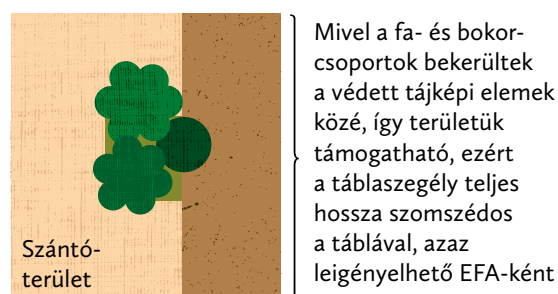 Szántó-
terület
Mivel a fa- és bokor-
csoportok bekerültek
a védett tájképi elemek
közé, így területük
támogatható, ezért
a táblaszegély teljes
hossza szomszédos
a táblával, azaz
leigényelhető EFA-ként